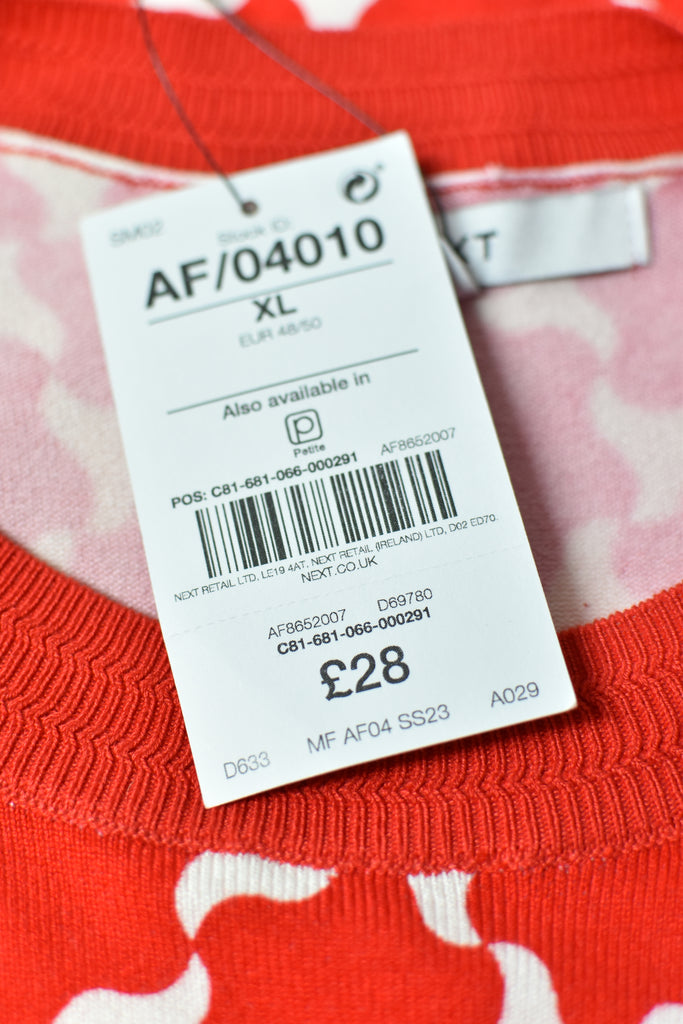 SM02
Stock ID
AF/04010
XL
EUR 48/50
Also available in
Petite
POS: C81-681-066-000291 AF8652007
NEXT RETAIL LTD, LE19 4AT. NEXT RETAIL (IRELAND) LTD, D02 ED70.
NEXT.CO.UK
AF8652007 D69780
C81-681-066-000291
£28
D633 MF AF04 SS23 A029
XT